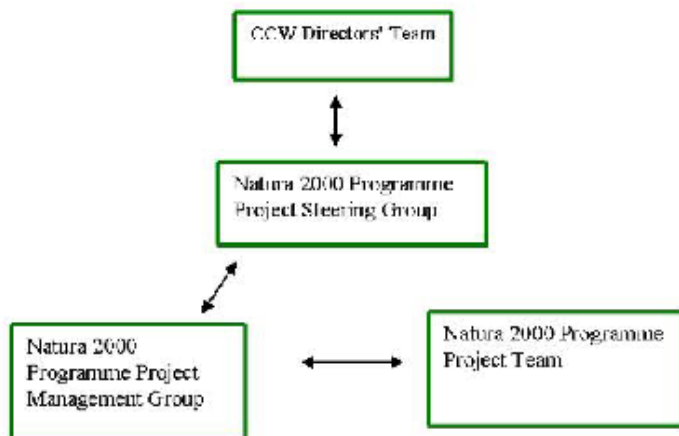 CCW Directors' Team
Natura 2000 Programme
Project Steering Group
Natura 2000
Programme Project
Management Group
Natura 2000 Programme
Project Team